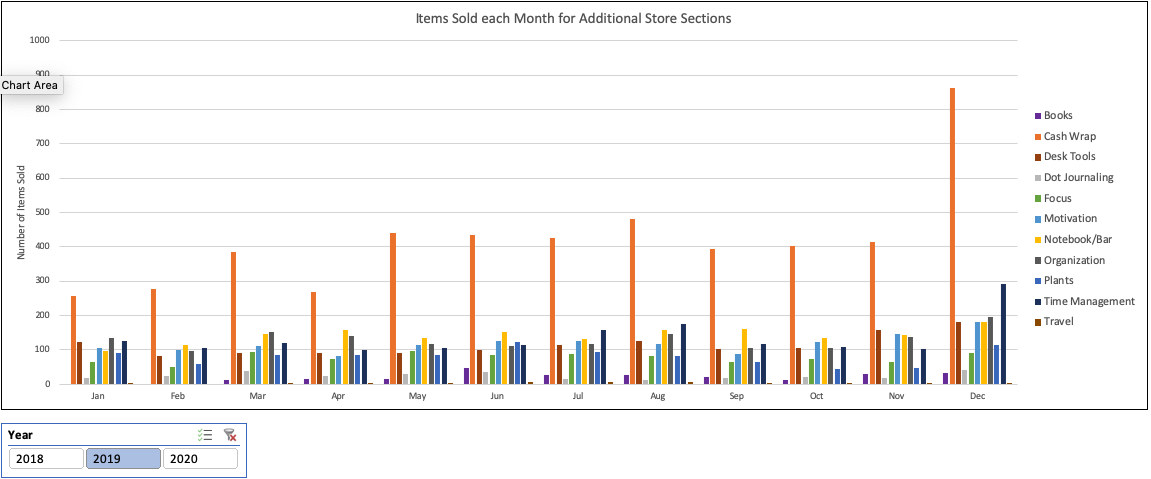 Items Sold each Month for Additional Store Sections
1000
900
Chart Area
800
700
600
500
400
300
200
100
0
Number of Items Sold
Jan Feb Mar Apr May Jun Jul Aug Sep Oct Nov Dec
Books
Cash Wrap
Desk Tools
Dot Journaling
Focus
Motivation
Notebook/Bar
Organization
Plants
Time Management
Travel
Year
2018 2019 2020